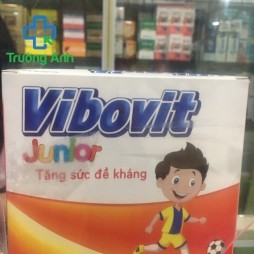 Trường Anh
Vibovit
Junior
Tăng sức đề kháng